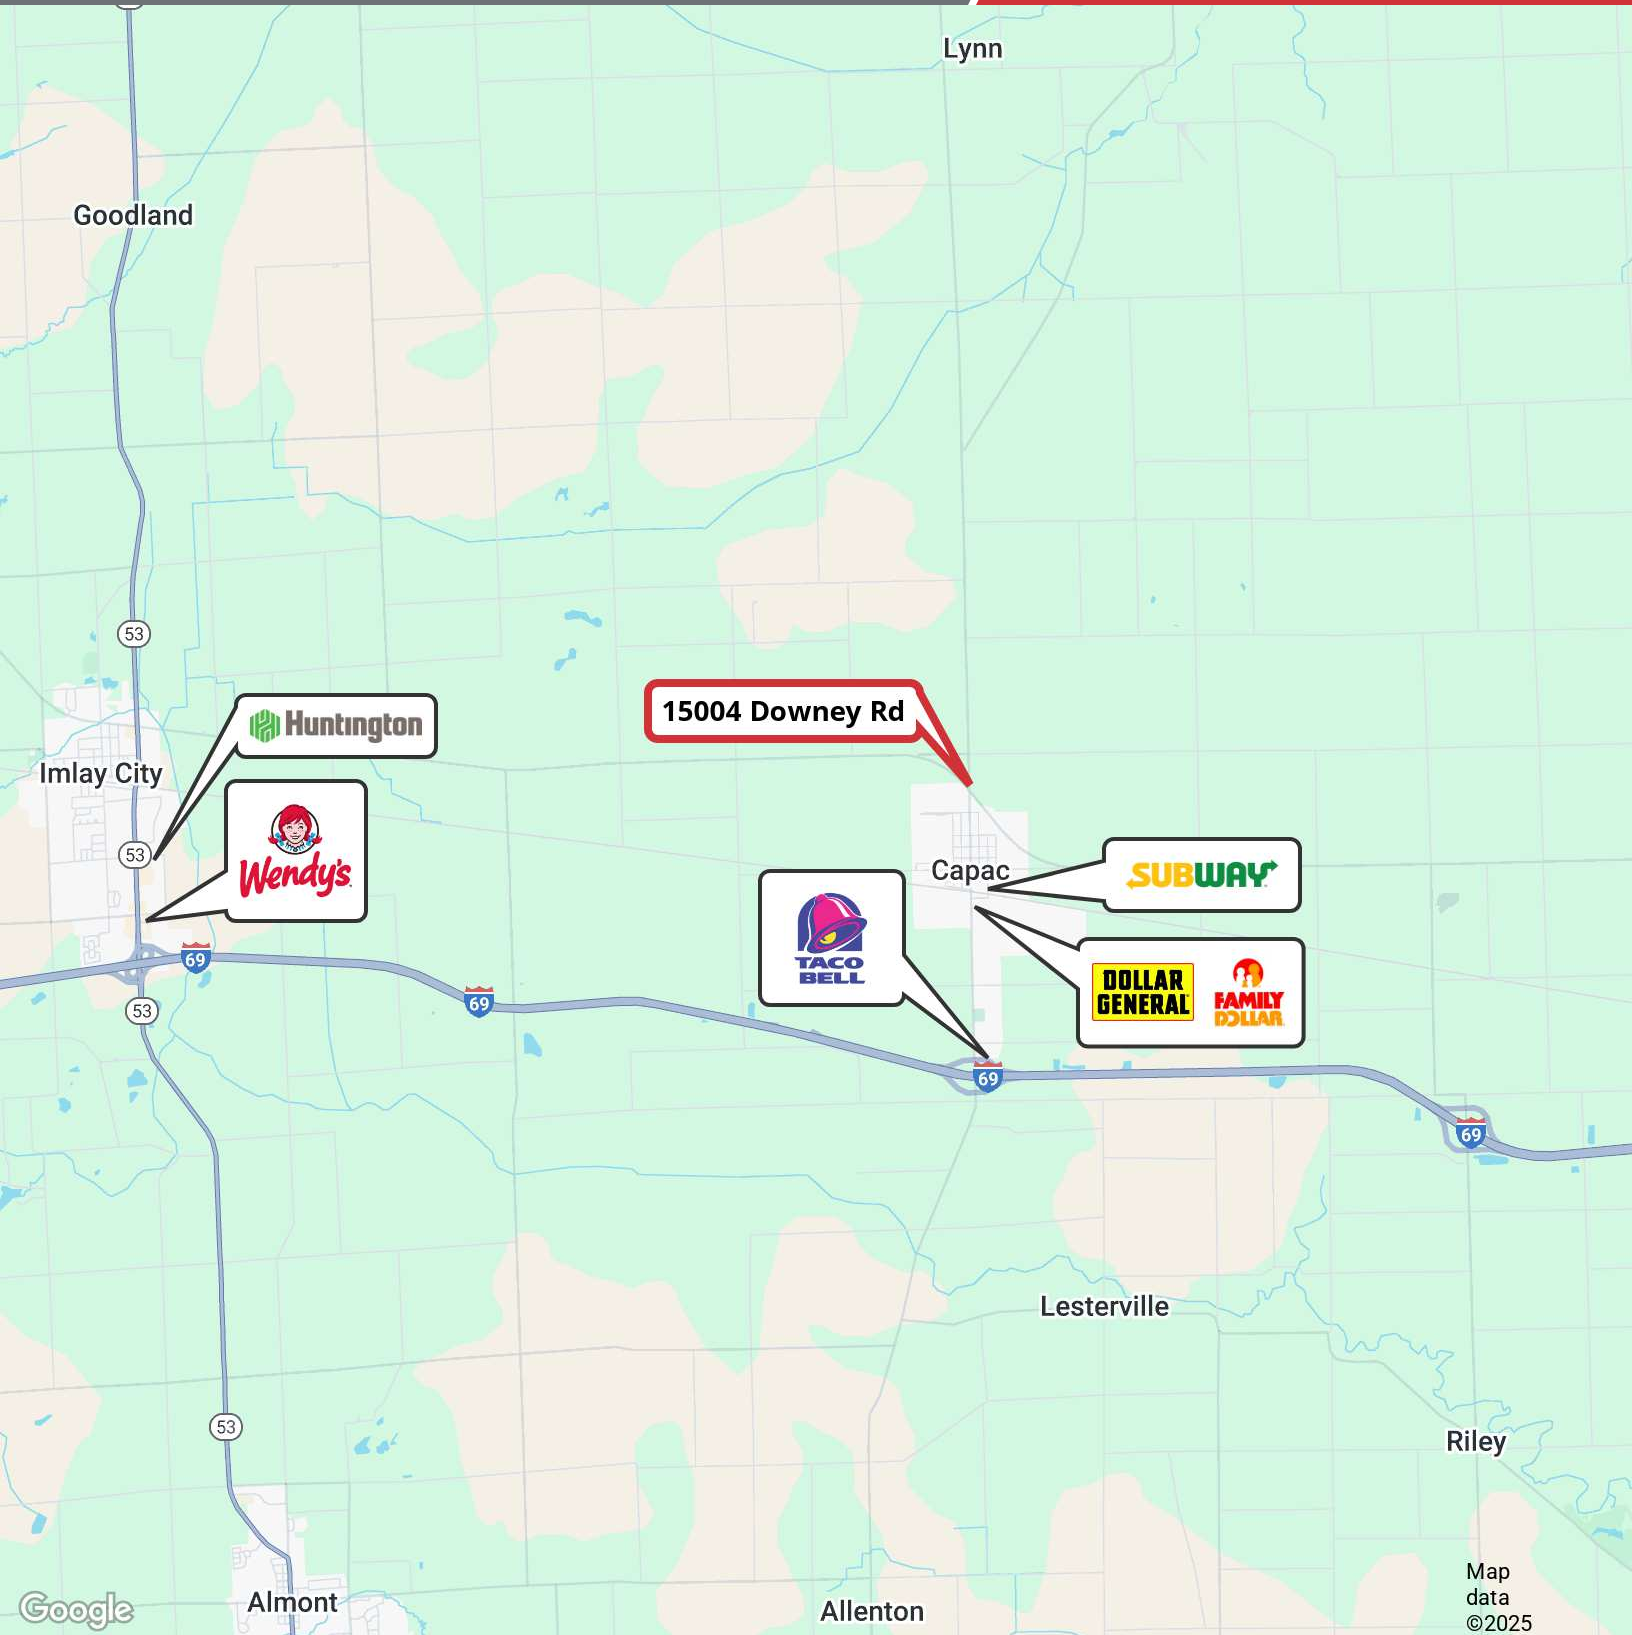 Lynn
Goodland
53
15004 Downey Rd
Huntington
Imlay City
Wendy's
53
Capac
SUBWAY
TACO
BELL
DOLLAR
GENERAL
FAMILY
DOLLAR
69
69
53
69
69
Lesterville
53
Riley
Almont
Allenton
Google
Map
data
©2025